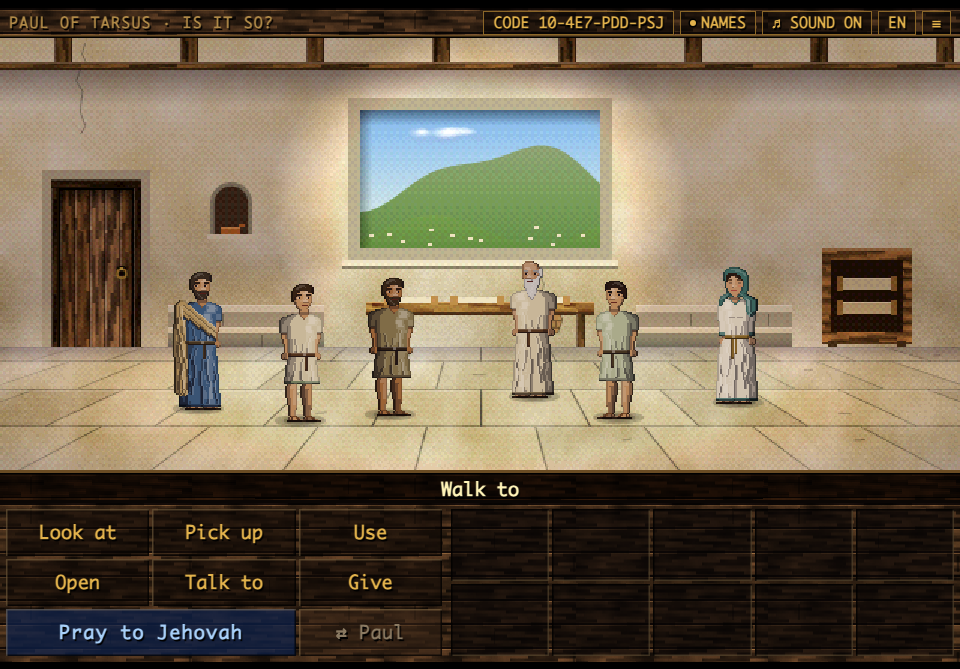 PAUL OF TARSUS · IS IT SO?
CODE 10-4E7-PDD-PSJ
● NAMES
♬ SOUND ON
EN
≡
Walk to
Look at
Pick up
Use
Open
Talk to
Give
Pray to Jehovah
⇄ Paul